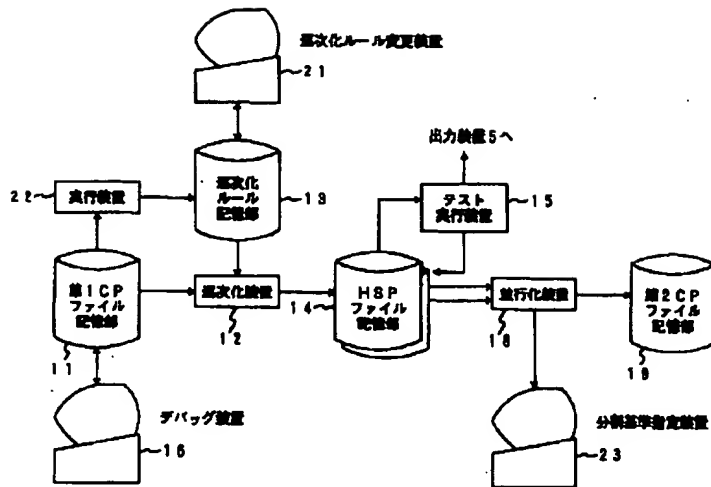 逐次化ルール変更装置
21
出力装置5へ
22
実行装置
逐次化
ルール
記憶部
13
テスト
実行装置
15
第1CP
ファイル
記憶部
11
逐次化装置
12
HSP
ファイル
記憶部
14
並行化装置
18
第2CP
ファイル
記憶部
19
デバッグ装置
16
分割基準指定装置
23